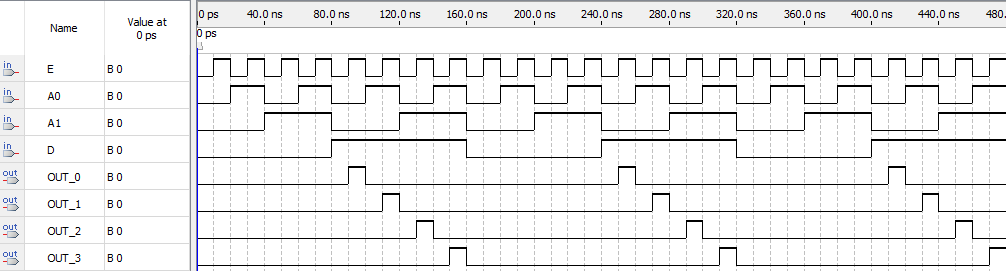 Name
Value at
0 ps
0 ps 40.0 ns 80.0 ns 120.0 ns 160.0 ns 200.0 ns 240.0 ns 280.0 ns 320.0 ns 360.0 ns 400.0 ns 440.0 ns 480.
0 ps
in E B 0
in A0 B 0
in A1 B 0
in D B 0
out OUT_0 B 0
out OUT_1 B 0
out OUT_2 B 0
out OUT_3 B 0